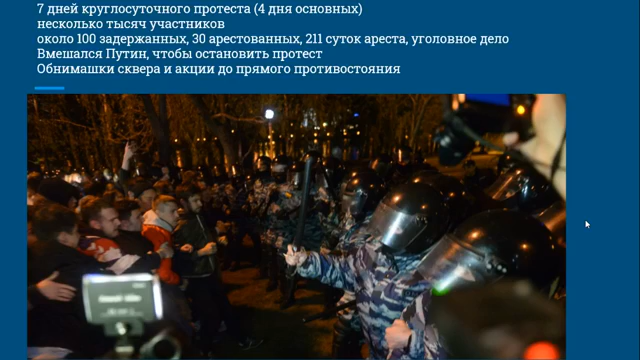 7 дней круглосуточного протеста (4 дня основных)
несколько тысяч участников
около 100 задержанных, 30 арестованных, 211 суток ареста, уголовное дело
Вмешался Путин, чтобы остановить протест
Обнимашки сквера и акции до прямого противостояния